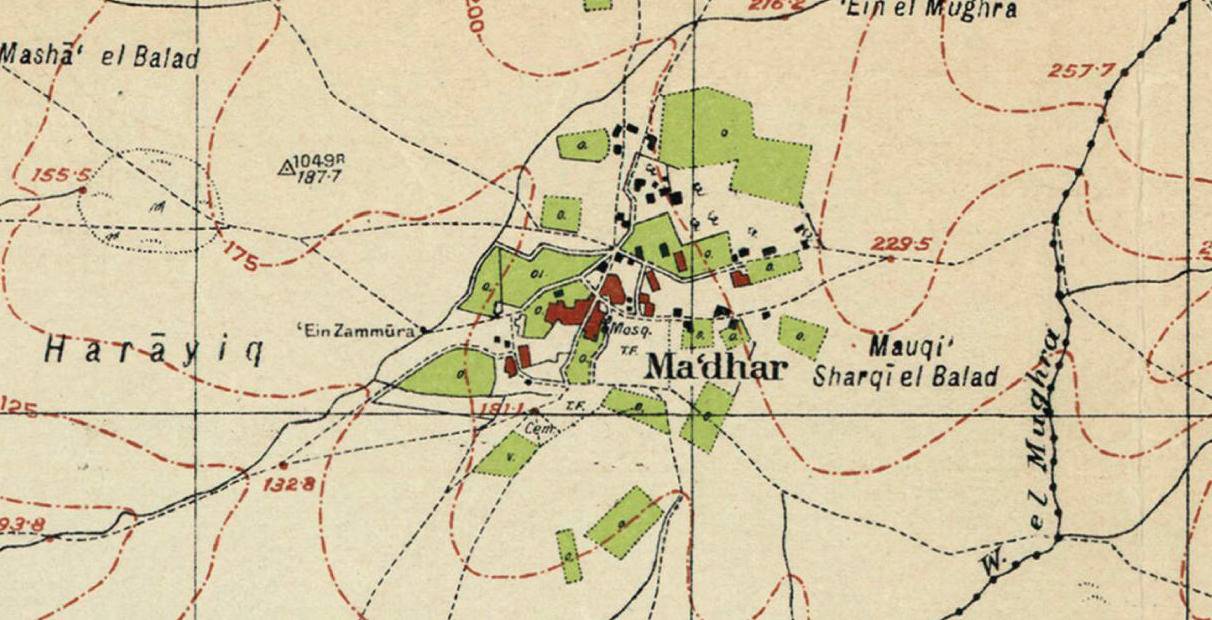 200
216·2
'Ein el Mughra
Mashā' el Balad
257·7
O.
O.
155·5
1049R
187·7
O.
175
229·5
O.
Ol
O.
O.
O.
'Ein Zammūra
Mosq.
O.
O.
O.
Harāyiq
T.F.
Ma'dhar
Mauqi'
Sharqī el Balad
O.
O.
125
181·1
T.F.
O.
O.
Cem.
V.
132·8
93·8
W. el Mughra
O.